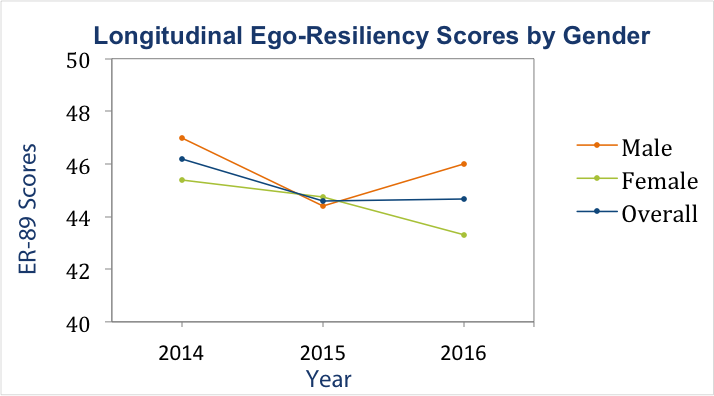 Longitudinal Ego-Resiliency Scores by Gender
50
48
46
44
42
40
ER-89 Scores
2014 2015 2016
Year
Male
Female
Overall